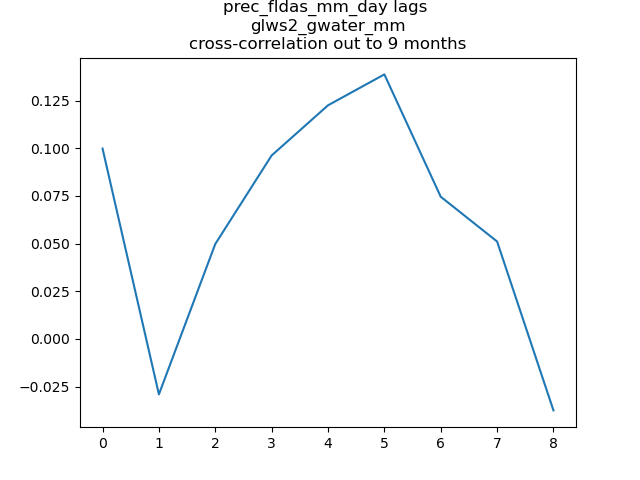 prec_fldas_mm_day lags
glws2_gwater_mm
cross-correlation out to 9 months
0.125
0.100
0.075
0.050
0.025
0.000
−0.025
0 1 2 3 4 5 6 7 8